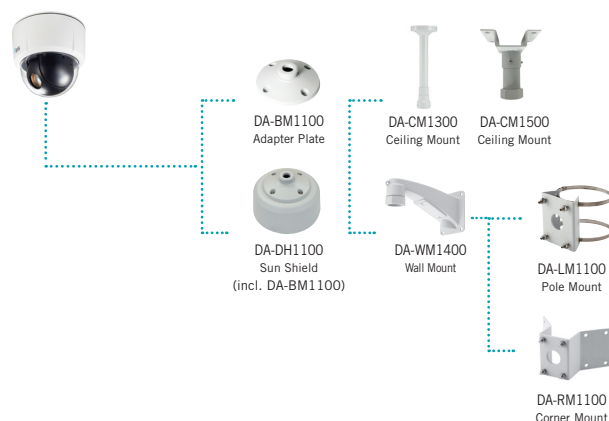 DA-BM1100
Adapter Plate
DA-CM1300
Ceiling Mount
DA-CM1500
Ceiling Mount
DA-DH1100
Sun Shield
(incl. DA-BM1100)
DA-WM1400
Wall Mount
DA-LM1100
Pole Mount
DA-RM1100
Corner Mount